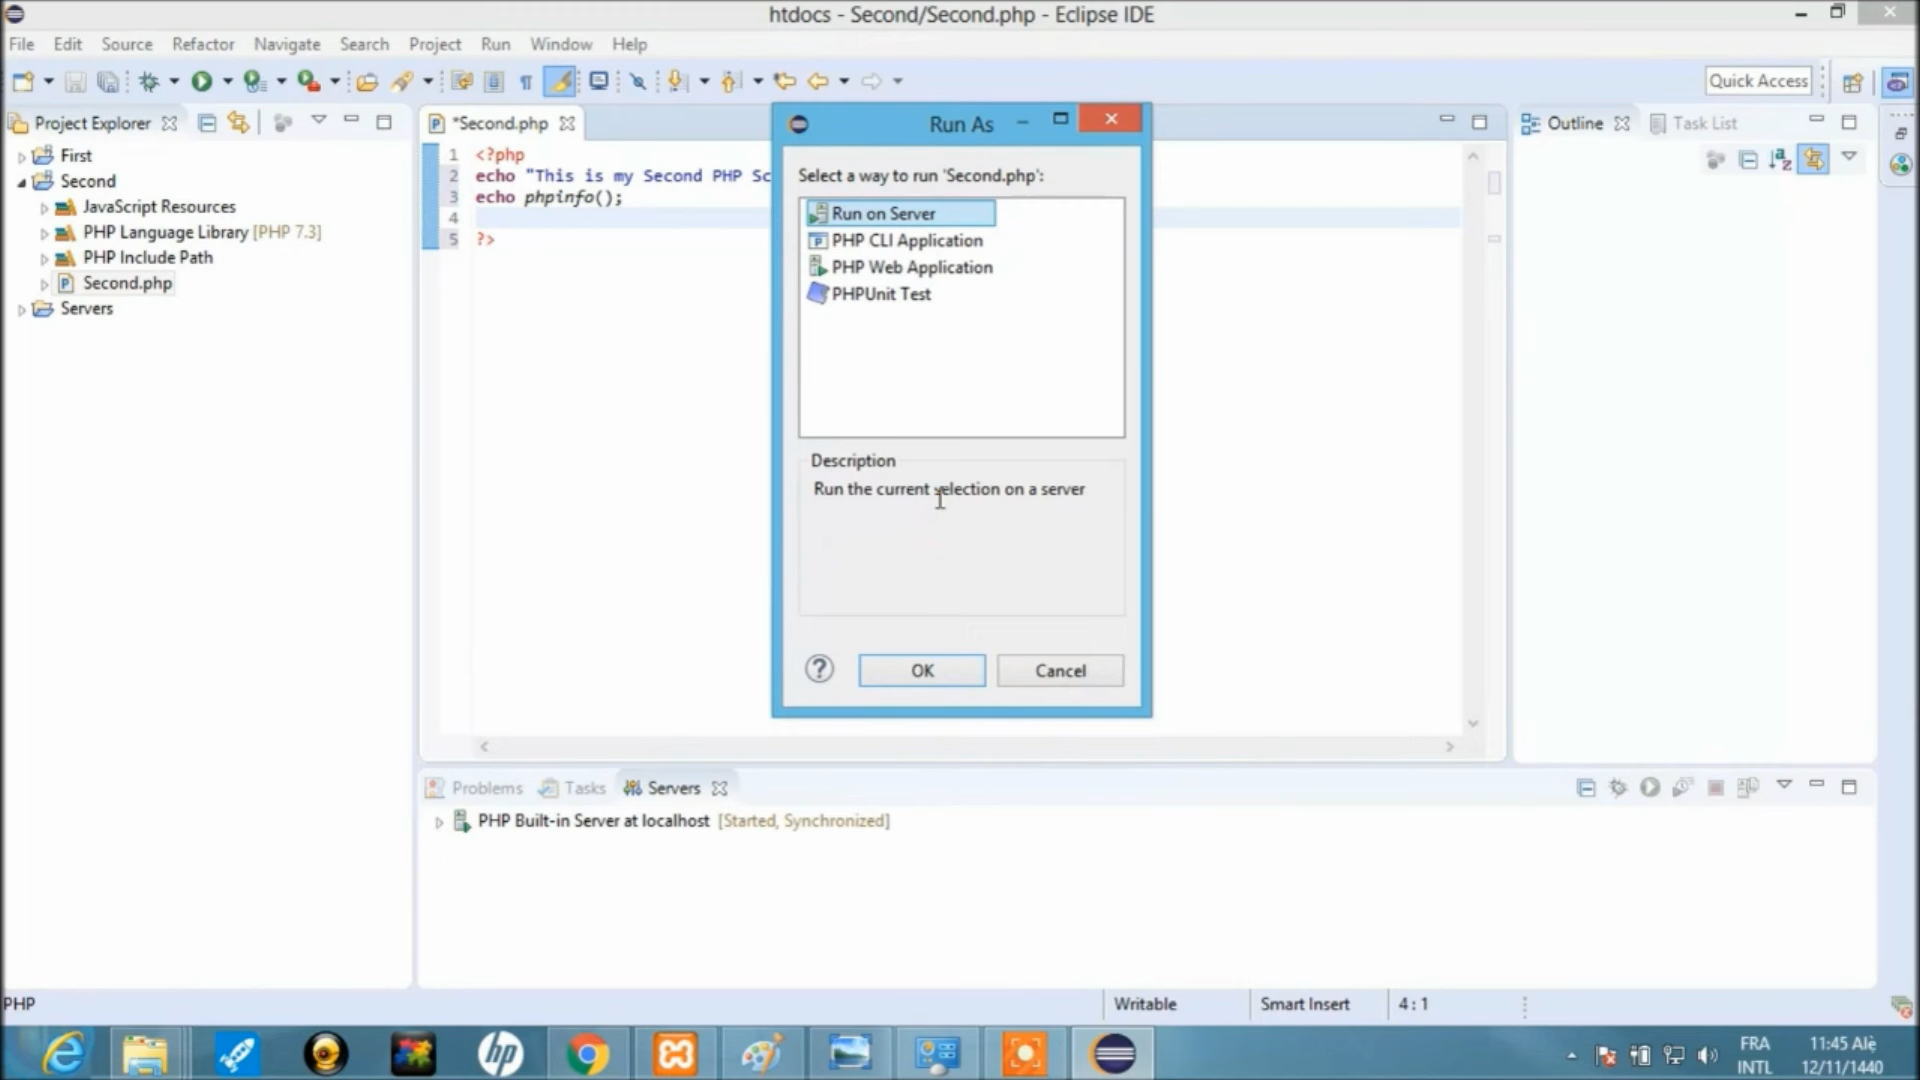 htdocs - Second/Second.php - Eclipse IDE
File Edit Source Refactor Navigate Search Project Run Window Help
Quick Access
Project Explorer
First
Second
JavaScript Resources
PHP Language Library [PHP 7.3]
PHP Include Path
Second.php
Servers
*Second.php
1 <?php
2 echo "This is my Second PHP Sc
3 echo phpinfo();
4
5 ?>
Run As
Select a way to run 'Second.php':
Run on Server
PHP CLI Application
PHP Web Application
PHPUnit Test
Description
Run the current selection on a server
OK Cancel
Outline Task List
Problems Tasks Servers
PHP Built-in Server at localhost [Started, Synchronized]
PHP Writable Smart Insert 4 : 1
hp
FRA 11:45 Alè
INTL 12/11/1440